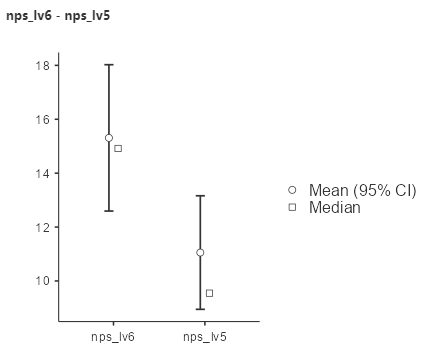 nps_lv6 - nps_lv5
18
16
14
12
10
nps_lv6 nps_lv5
Mean (95% CI)
Median